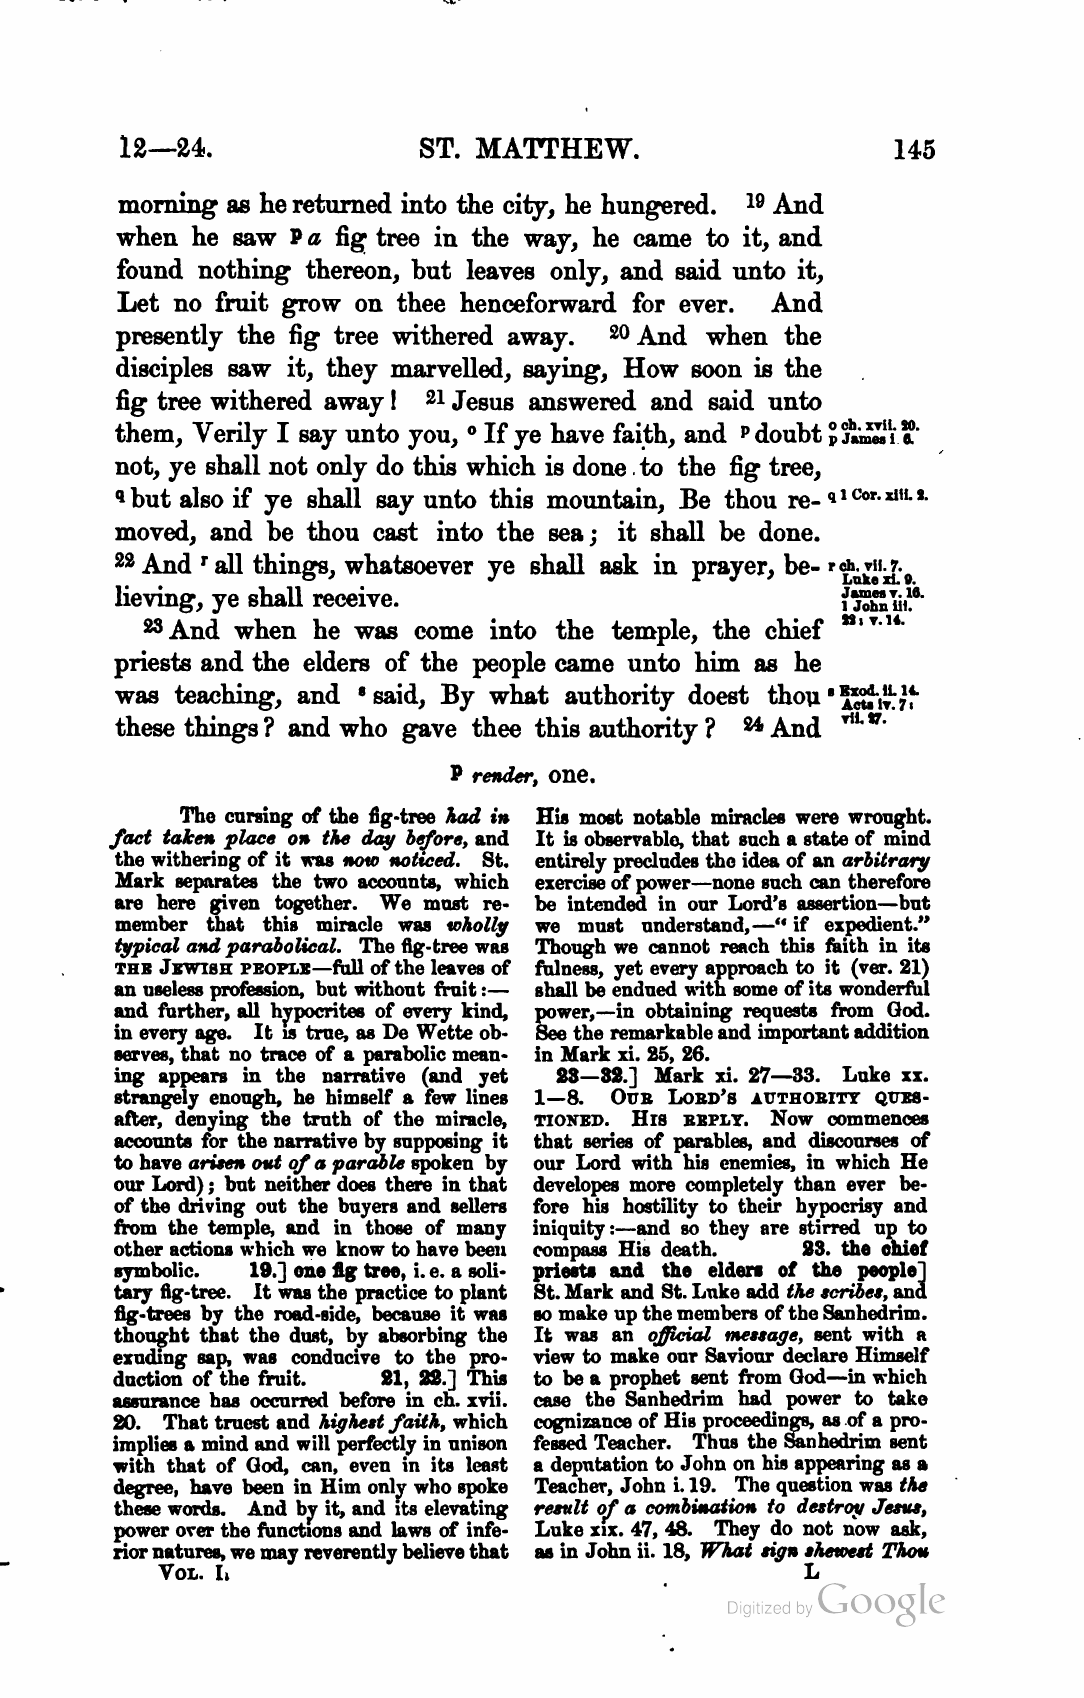 12—24. ST. MATTHEW. 145
morning as he returned into the city, he hungered. 19 And
when he saw P a fig tree in the way, he came to it, and
found nothing thereon, but leaves only, and said unto it,
Let no fruit grow on thee henceforward for ever. And
presently the fig tree withered away. 20 And when the
disciples saw it, they marvelled, saying, How soon is the
fig tree withered away! 21 Jesus answered and said unto
them, Verily I say unto you, o If ye have faith, and p doubt
not, ye shall not only do this which is done to the fig tree,
q but also if ye shall say unto this mountain, Be thou re-
moved, and be thou cast into the sea; it shall be done.
22 And r all things, whatsoever ye shall ask in prayer, be-
lieving, ye shall receive.
23 And when he was come into the temple, the chief
priests and the elders of the people came unto him as he
was teaching, and s said, By what authority doest thou
these things? and who gave thee this authority? 24 And
o ch. xvii. 20.
p James i. 6.
q 1 Cor. xiii. 2.
r ch. vii. 7.
Luke xi. 9.
James v. 16.
1 John iii.
22: v. 14.
s Exod. ii. 14.
Acts iv. 7:
vii. 27.
P render, one.
The cursing of the fig-tree had in
fact taken place on the day before, and
the withering of it was now noticed. St.
Mark separates the two accounts, which
are here given together. We must re-
member that this miracle was wholly
typical and parabolical. The fig-tree was
THE JEWISH PEOPLE—full of the leaves of
an useless profession, but without fruit:—
and further, all hypocrites of every kind,
in every age. It is true, as De Wette ob-
serves, that no trace of a parabolic mean-
ing appears in the narrative (and yet
strangely enough, he himself a few lines
after, denying the truth of the miracle,
accounts for the narrative by supposing it
to have arisen out of a parable spoken by
our Lord); but neither does there in that
of the driving out the buyers and sellers
from the temple, and in those of many
other actions which we know to have been
symbolic. 19.] one fig tree, i. e. a soli-
tary fig-tree. It was the practice to plant
fig-trees by the road-side, because it was
thought that the dust, by absorbing the
exuding sap, was conducive to the pro-
duction of the fruit. 21, 22.] This
assurance has occurred before in ch. xvii.
20. That truest and highest faith, which
implies a mind and will perfectly in unison
with that of God, can, even in its least
degree, have been in Him only who spoke
these words. And by it, and its elevating
power over the functions and laws of infe-
rior natures, we may reverently believe that
His most notable miracles were wrought.
It is observable, that such a state of mind
entirely precludes the idea of an arbitrary
exercise of power—none such can therefore
be intended in our Lord's assertion—but
we must understand,—“ if expedient.”
Though we cannot reach this faith in its
fulness, yet every approach to it (ver. 21)
shall be endued with some of its wonderful
power,—in obtaining requests from God.
See the remarkable and important addition
in Mark xi. 25, 26.
23—32.] Mark xi. 27—33. Luke xx.
1—8. OUR LORD'S AUTHORITY QUES-
TIONED. HIS REPLY. Now commences
that series of parables, and discourses of
our Lord with his enemies, in which He
developes more completely than ever be-
fore his hostility to their hypocrisy and
iniquity:—and so they are stirred up to
compass His death. 23. the chief
priests and the elders of the people]
St. Mark and St. Luke add the scribes, and
so make up the members of the Sanhedrim.
It was an official message, sent with a
view to make our Saviour declare Himself
to be a prophet sent from God—in which
case the Sanhedrim had power to take
cognizance of His proceedings, as of a pro-
fessed Teacher. Thus the Sanhedrim sent
a deputation to John on his appearing as a
Teacher, John i. 19. The question was the
result of a combination to destroy Jesus,
Luke xix. 47, 48. They do not now ask,
as in John ii. 18, What sign shewest Thou
VOL. I. L
Digitized by Google